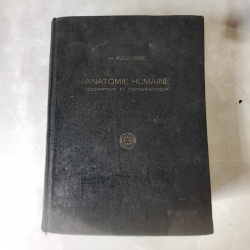 H. ROUVIÈRE
ANATOMIE HUMAINE
DESCRIPTIVE ET TOPOGRAPHIQUE